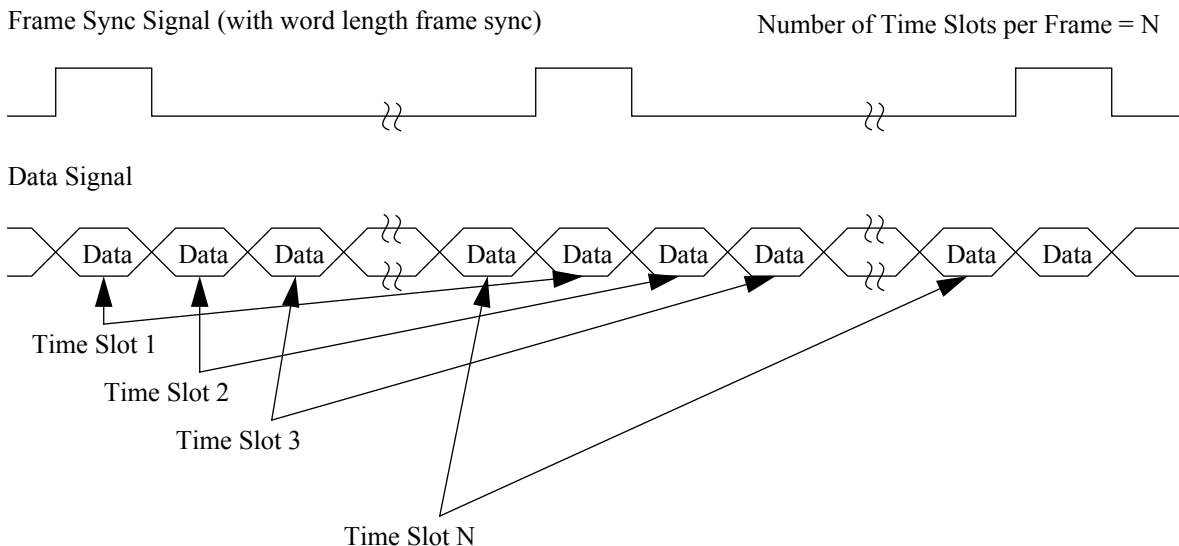 Frame Sync Signal (with word length frame sync)
Number of Time Slots per Frame = N
Data Signal
Data Data Data Data Data Data Data Data Data
Time Slot 1
Time Slot 2
Time Slot 3
Time Slot N